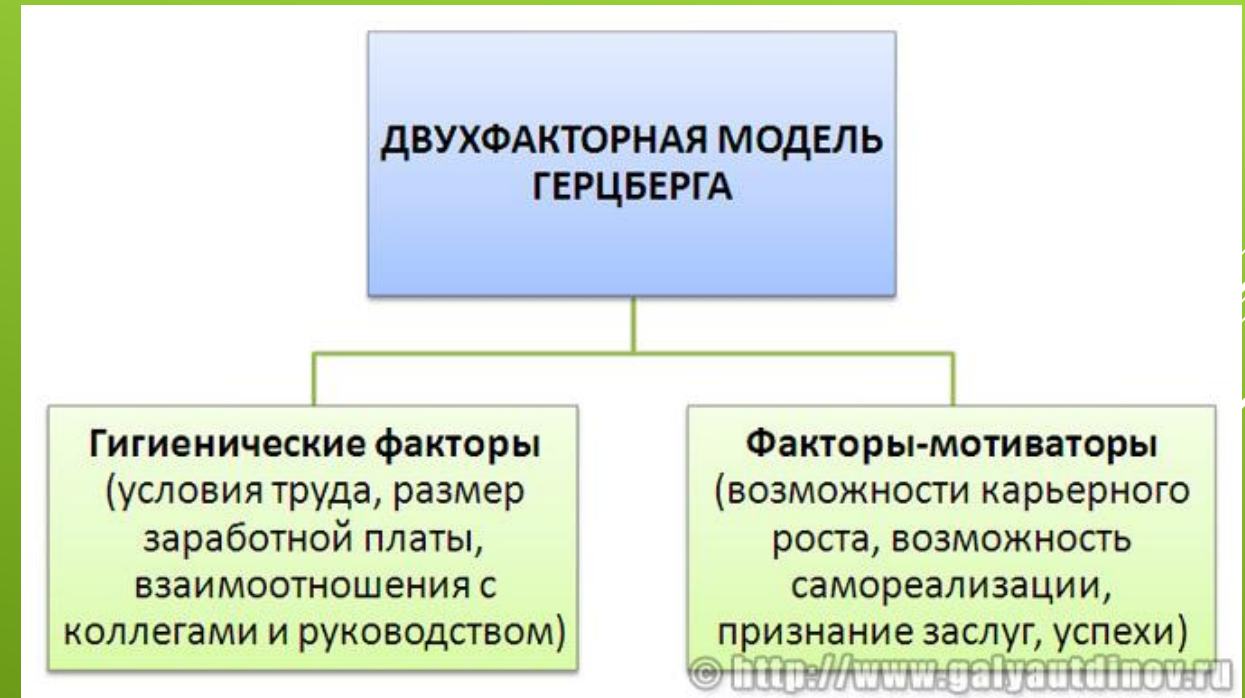 ДВУХФАКТОРНАЯ МОДЕЛЬ
ГЕРЦБЕРГА
Гигиенические факторы
(условия труда, размер
заработной платы,
взаимоотношения с
коллегами и руководством)
Факторы-мотиваторы
(возможности карьерного
роста, возможность
самореализации,
признание заслуг, успехи)
© http://www.galyautdinov.ru